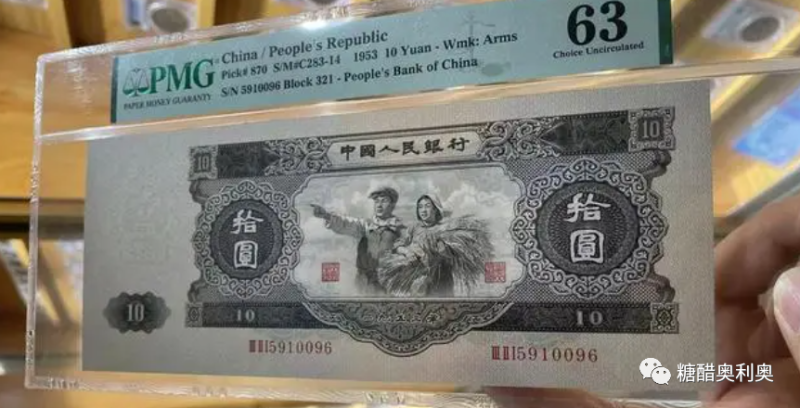 PMG
PAPER MONEY GUARANTY
China / People's Republic
Pick# 870 S/M#C283-14 1953 10 Yuan - Wmk: Arms
S/N 5910096 Block 321 - People's Bank of China
63
Choice Uncirculated
中國人民銀行
10
10
拾圓
拾圓
10
10
10
ⅢⅡⅠ5910096
ⅢⅡⅠ5910096
糖醋奥利奥